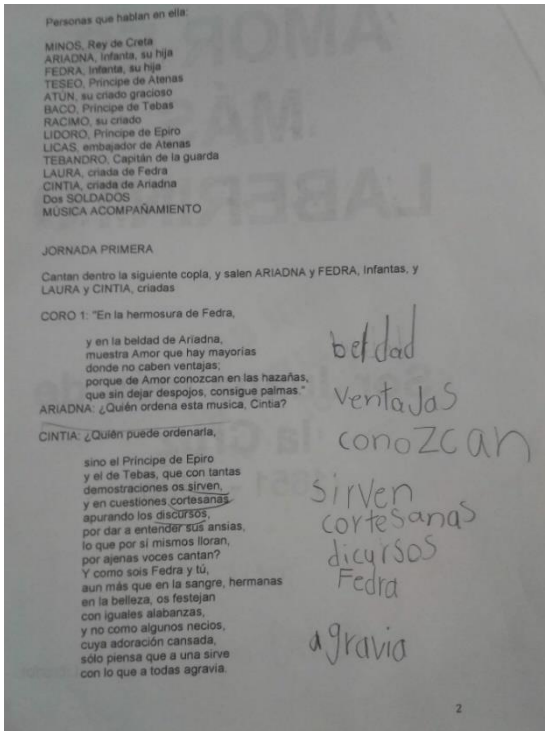 Personas que hablan en ella:
MINOS, Rey de Creta
ARIADNA, Infanta, su hija
FEDRA, Infanta, su hija
TESEO, Príncipe de Atenas
ATÚN, su criado gracioso
BACO, Príncipe de Tebas
RACIMO, su criado
LIDORO, Príncipe de Epiro
LICAS, embajador de Atenas
TEBANDRO, Capitán de la guarda
LAURA, criada de Fedra
CINTIA, criada de Ariadna
Dos SOLDADOS
MÚSICA ACOMPAÑAMIENTO
JORNADA PRIMERA
Cantan dentro la siguiente copla, y salen ARIADNA y FEDRA, Infantas, y
LAURA y CINTIA, criadas
CORO 1: "En la hermosura de Fedra,
y en la beldad de Ariadna,
muestra Amor que hay mayorías
donde no caben ventajas;
porque de Amor conozcan en las hazañas,
que sin dejar despojos, consigue palmas."
ARIADNA: ¿Quién ordena esta musica, Cintia?
CINTIA: ¿Quién puede ordenarla,
sino el Príncipe de Epiro
y el de Tebas, que con tantas
demostraciones os sirven,
y en cuestiones cortesanas
apurando los discursos,
por dar a entender sus ansias,
lo que por sí mismos lloran,
por ajenas voces cantan?
Y como sois Fedra y tú,
aun más que en la sangre, hermanas
en la belleza, os festejan
con iguales alabanzas,
y no como algunos necios,
cuya adoración cansada,
sólo piensa que a una sirve
con lo que a todas agravia.
beldad
ventajas
conozcan
sirven
cortesanas
dicursos
Fedra
agravia
2